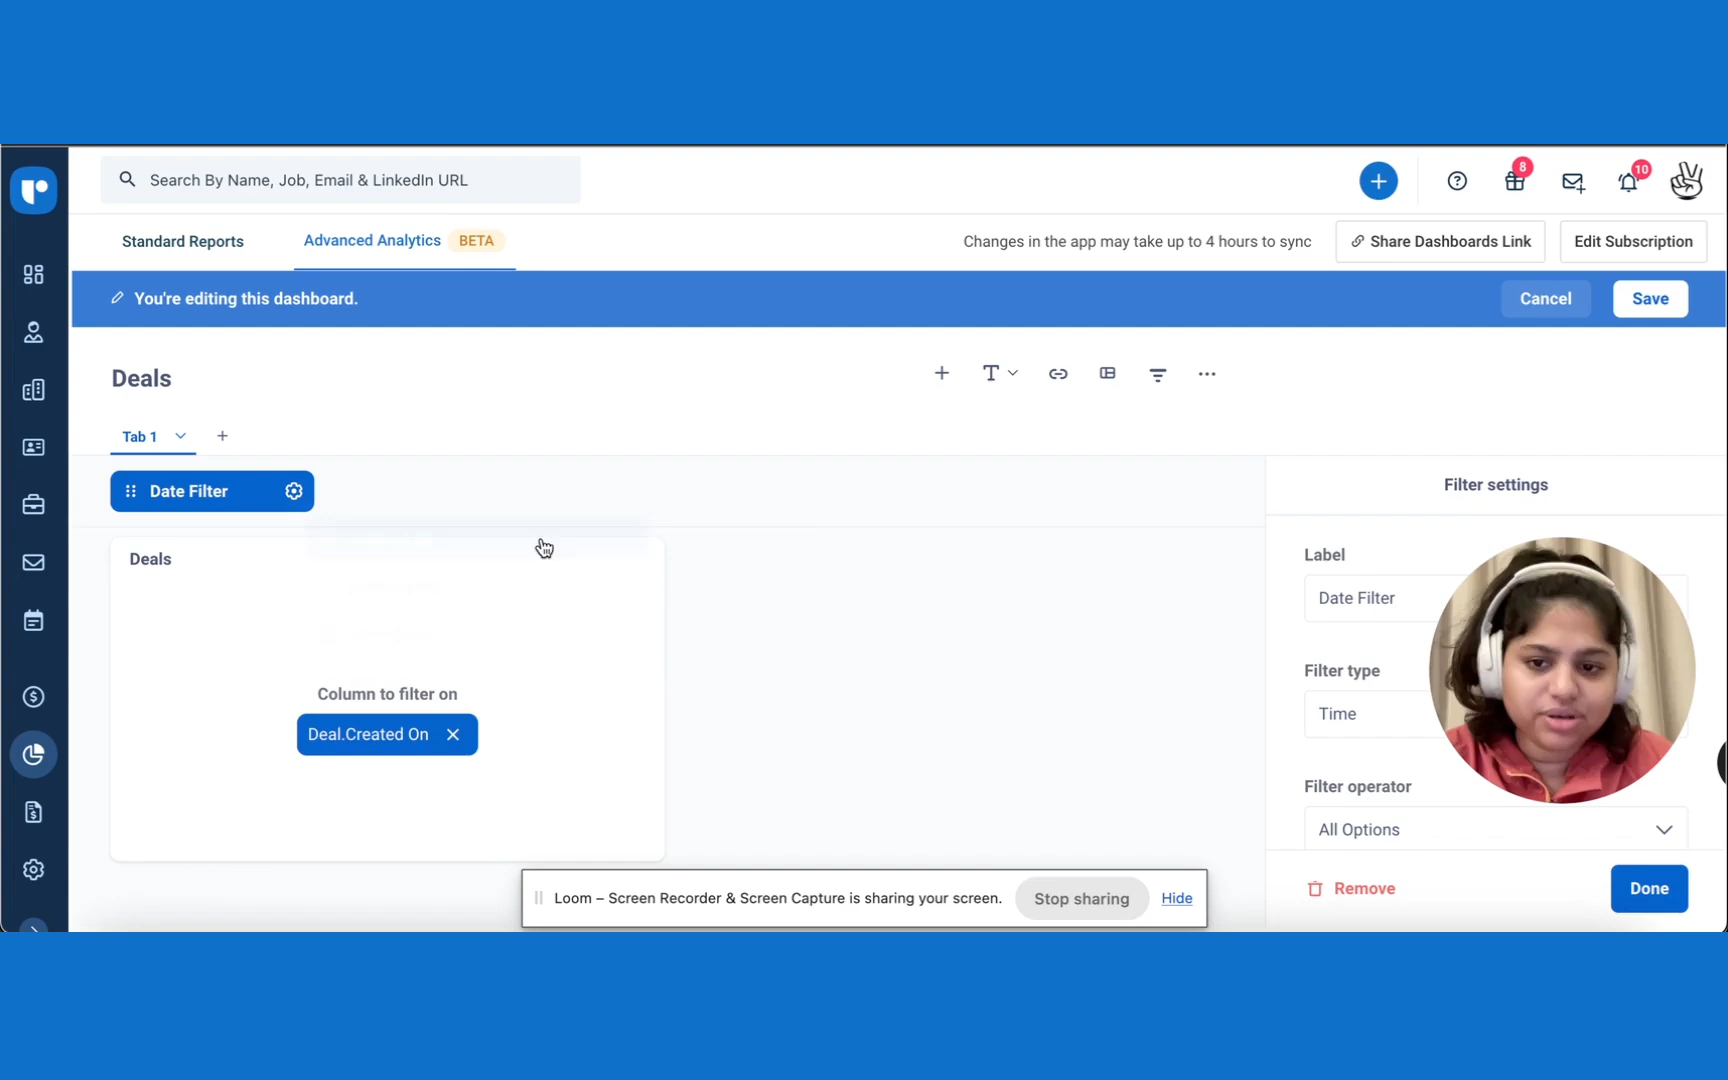 Search By Name, Job, Email & LinkedIn URL
8
10
Standard Reports
Advanced Analytics BETA
Changes in the app may take up to 4 hours to sync
Share Dashboards Link
Edit Subscription
You're editing this dashboard.
Cancel
Save
Deals
T
Tab 1
Date Filter
Filter settings
Deals
Label
Date Filter
Column to filter on
Deal.Created On
Filter type
Time
Filter operator
All Options
Remove
Done
Loom – Screen Recorder & Screen Capture is sharing your screen.
Stop sharing
Hide